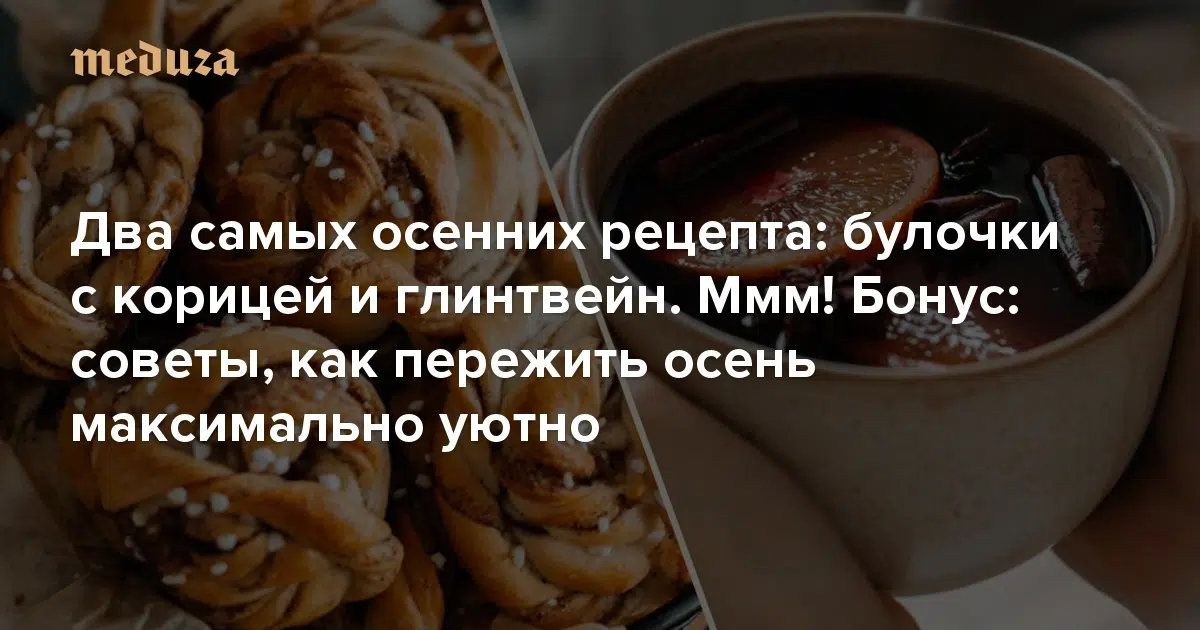 meduza
Два самых осенних рецепта: булочки
с корицей и глинтвейн. Ммм! Бонус:
советы, как пережить осень
максимально уютно